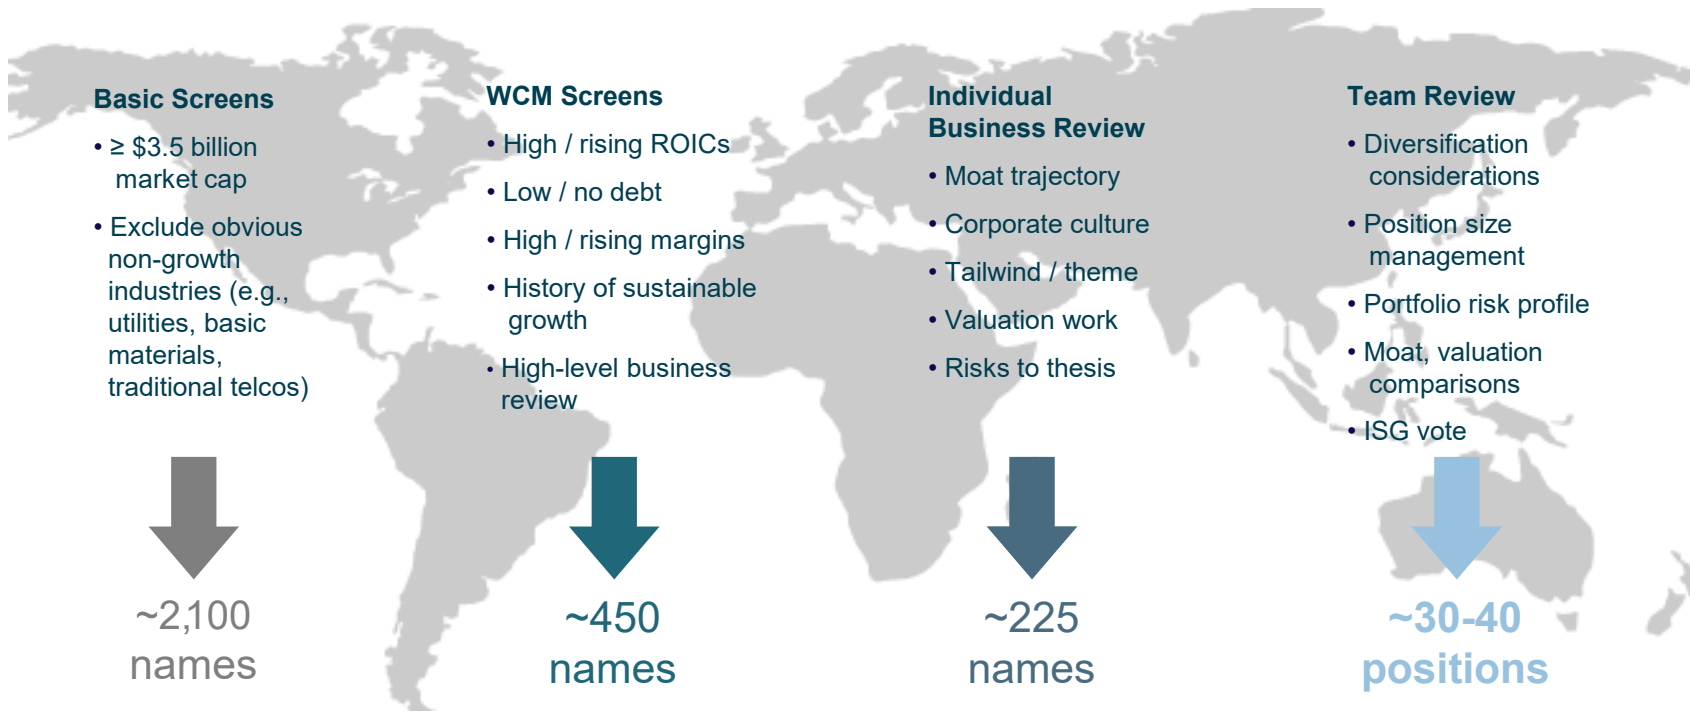 Basic Screens
• ≥ $3.5 billion
market cap
• Exclude obvious
non-growth
industries (e.g.,
utilities, basic
materials,
traditional telcos)
~2,100
names
WCM Screens
• High / rising ROICs
• Low / no debt
• High / rising margins
• History of sustainable
growth
• High-level business
review
~450
names
Individual
Business Review
• Moat trajectory
• Corporate culture
• Tailwind / theme
• Valuation work
• Risks to thesis
~225
names
Team Review
• Diversification
considerations
• Position size
management
• Portfolio risk profile
• Moat, valuation
comparisons
• ISG vote
~30-40
positions